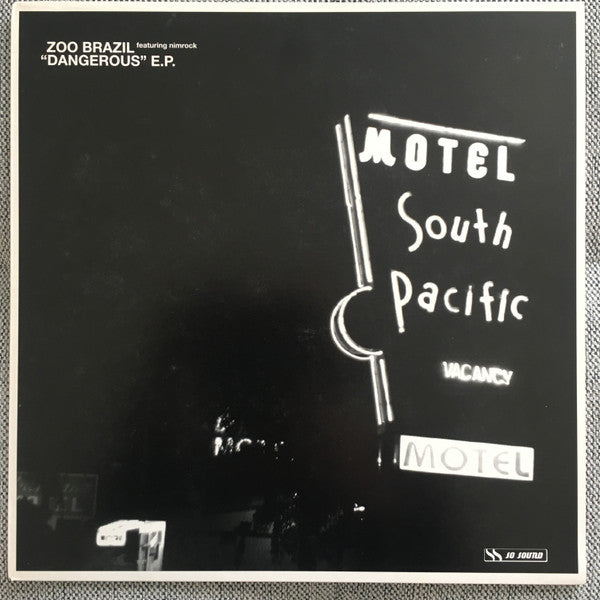 ZOO BRAZIL featuring nimrock
"DANGEROUS" E.P.
MOTEL
South
Pacific
VACANCY
MOTEL
SO SOUND